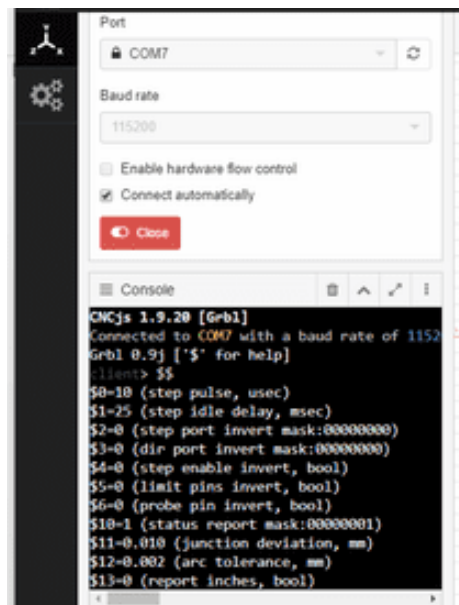 Port
COM7
Baud rate
115200
Enable hardware flow control
Connect automatically
Close
Console
CNCjs 1.9.20 [Grbl]
Connected to COM7 with a baud rate of 1152
Grbl 0.9j ['$' for help]
client> $$
$0=10 (step pulse, usec)
$1=25 (step idle delay, msec)
$2=0 (step port invert mask:00000000)
$3=0 (dir port invert mask:00000000)
$4=0 (step enable invert, bool)
$5=0 (limit pins invert, bool)
$6=0 (probe pin invert, bool)
$10=1 (status report mask:00000001)
$11=0.010 (junction deviation, mm)
$12=0.002 (arc tolerance, mm)
$13=0 (report inches, bool)